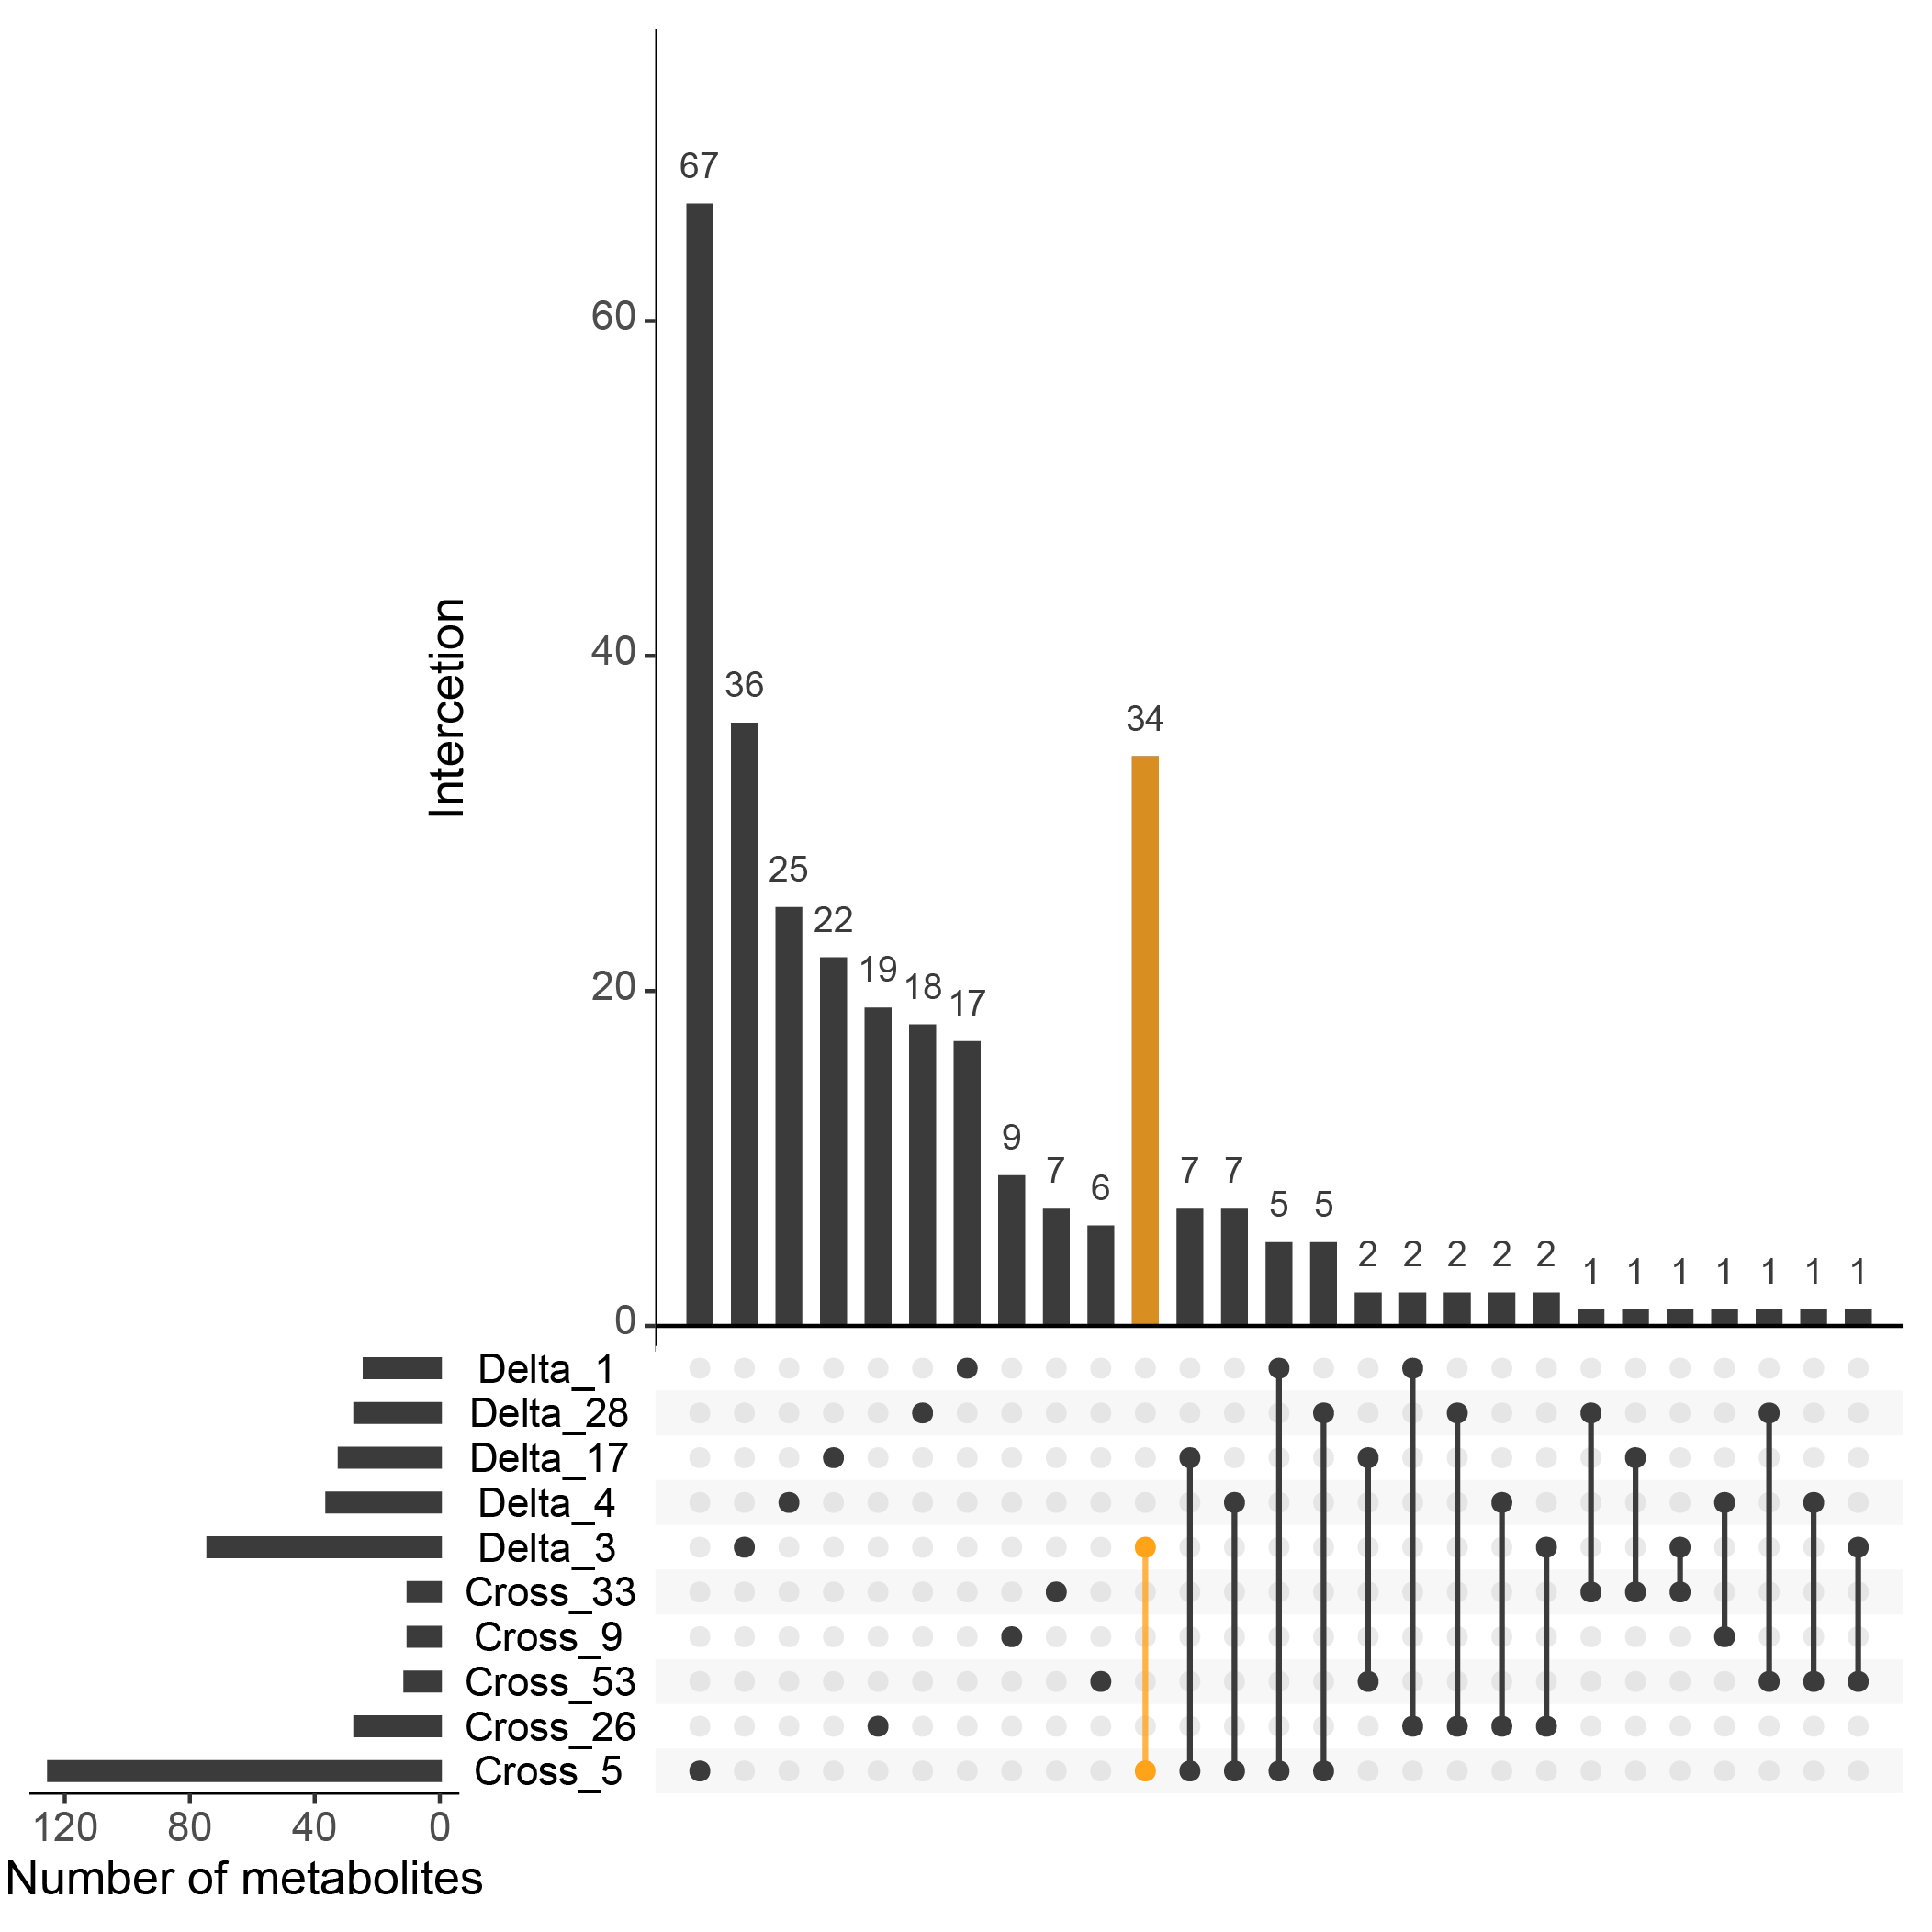 67
36
25
22
19
18
17
9
7
6
34
7
7
5
5
2
2
2
2
2
1
1
1
1
1
1
1
Intercetion
60
40
20
0
Delta_1
Delta_28
Delta_17
Delta_4
Delta_3
Cross_33
Cross_9
Cross_53
Cross_26
Cross_5
120 80 40 0
Number of metabolites